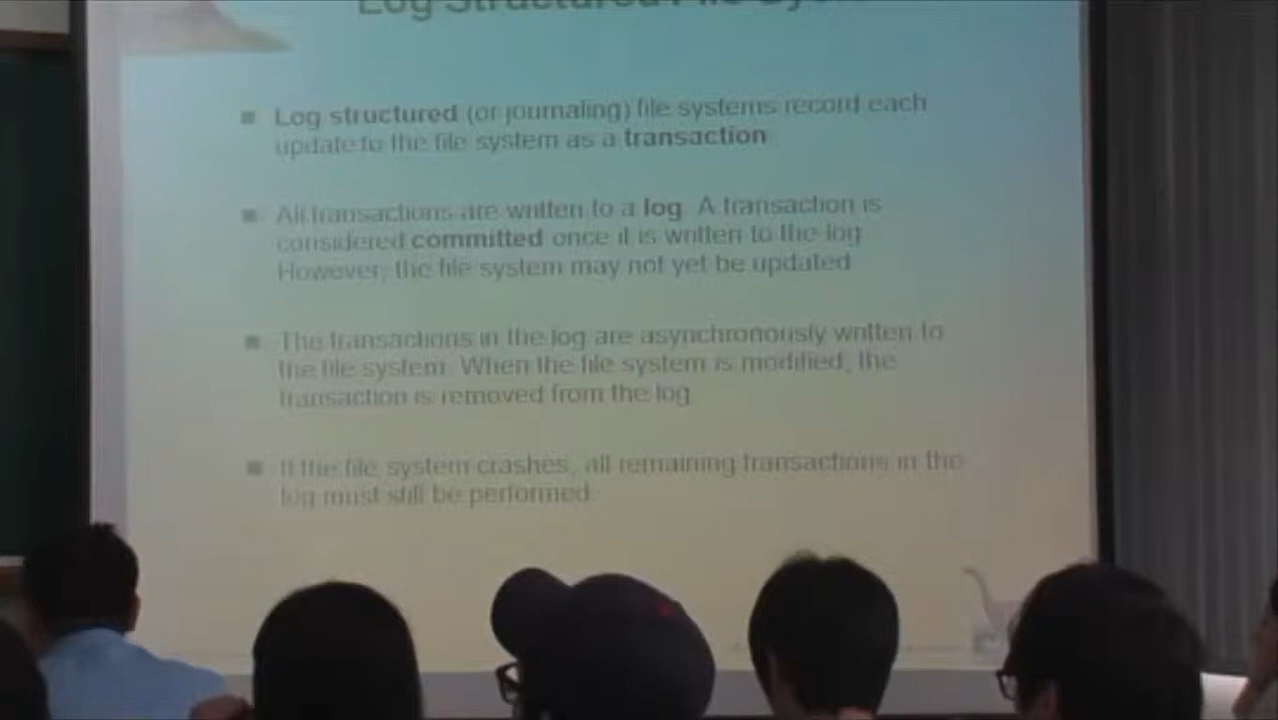 Log Structured File
Log structured (or journaling) file systems record each
update to the file system as a transaction
All transactions are written to a log. A transaction is
considered committed once it is written to the log.
However, the file system may not yet be updated
The transactions in the log are asynchronously written to
the file system. When the file system is modified, the
transaction is removed from the log
If the file system crashes, all remaining transactions in the
log must still be performed